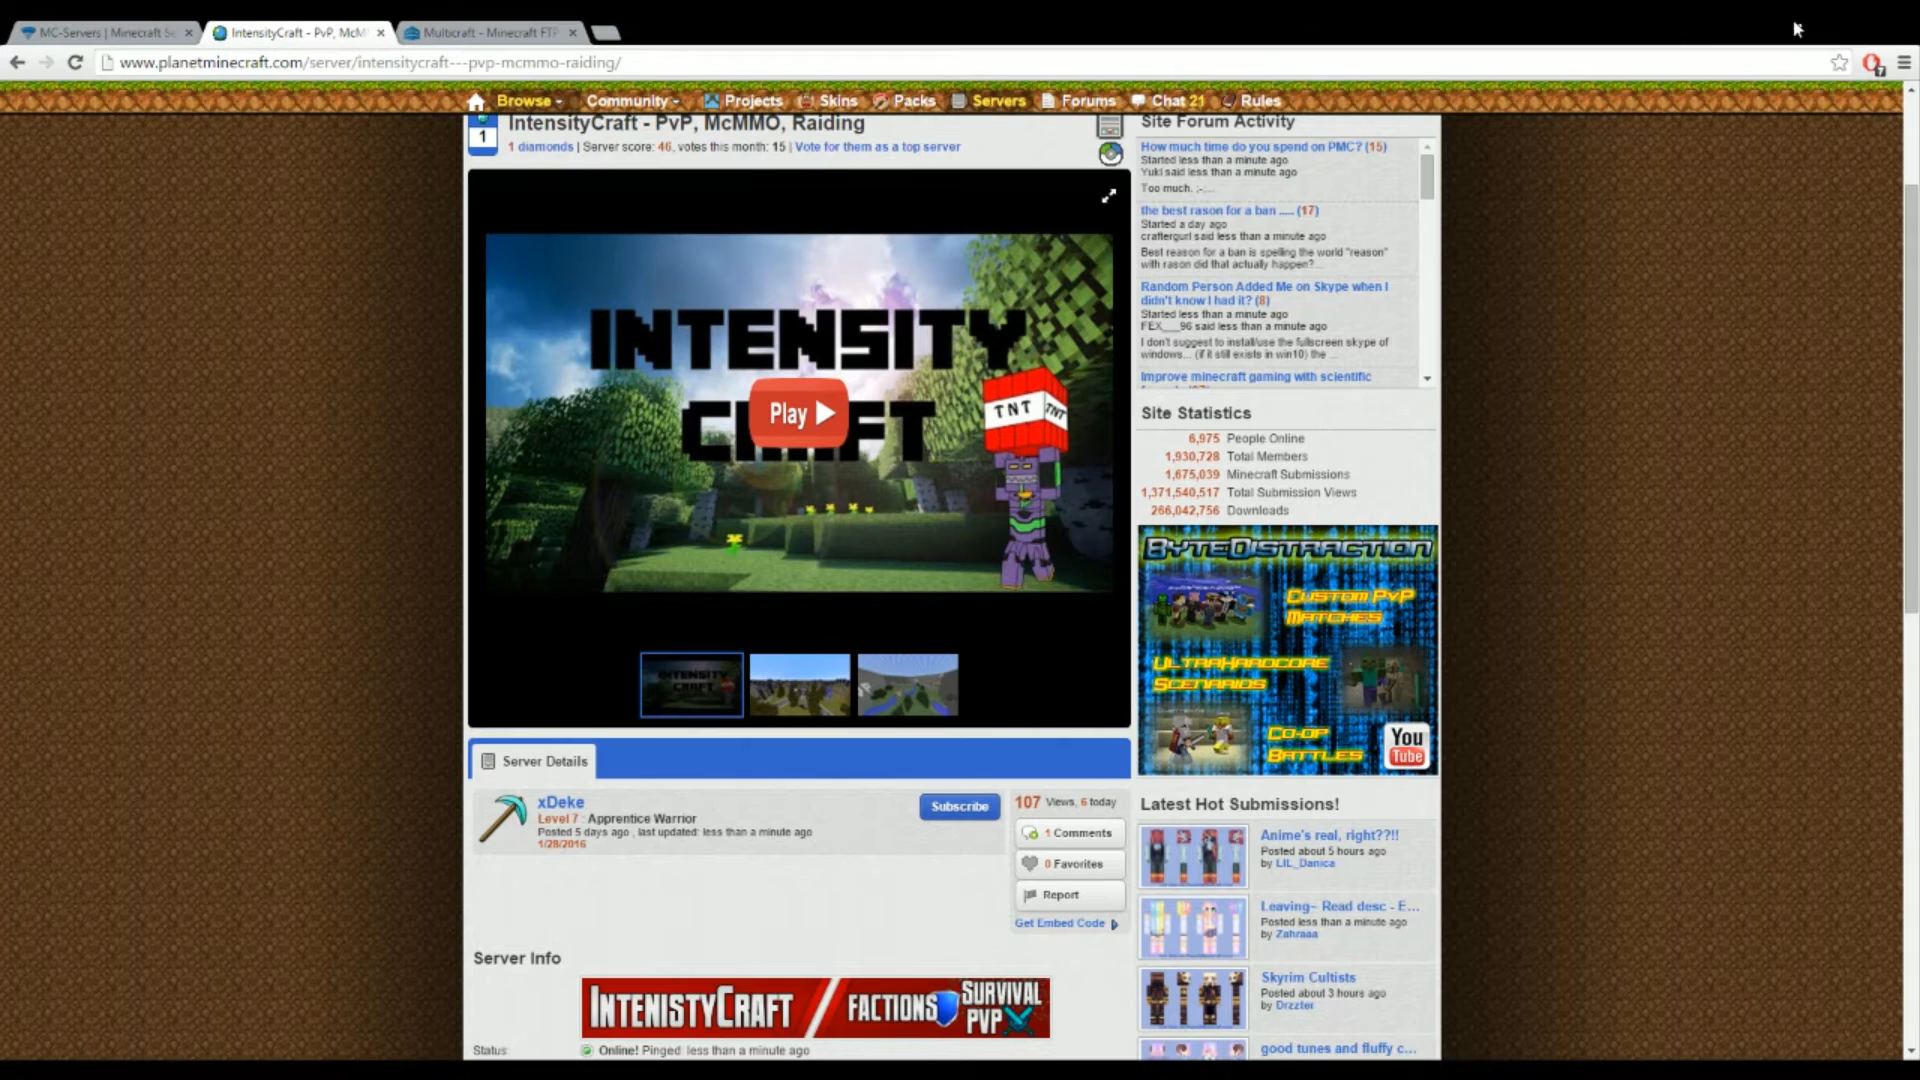 MC-Servers | Minecraft Se
IntensityCraft - PvP, McM
Multicraft - Minecraft FTP
www.planetminecraft.com/server/intensitycraft---pvp-mcmmo-raiding/
7
Browse
Community
Projects
Skins
Packs
Servers
Forums
Chat 21
Rules
1
IntensityCraft - PvP, McMMO, Raiding
1 diamonds | Server score: 46, votes this month: 15 | Vote for them as a top server
INTENSITY
CRAFT
Play
TNT
TNT
INTENSITY
CRAFT
Server Details
xDeke
Level 7 : Apprentice Warrior
Posted 5 days ago , last updated: less than a minute ago
1/28/2016
Subscribe
107 Views, 6 today
1 Comments
0 Favorites
Report
Get Embed Code
Server Info
INTENISTYCRAFT
FACTIONS
SURVIVAL
PVP
Status:
Online! Pinged: less than a minute ago
Site Forum Activity
How much time do you spend on PMC? (15)
Started less than a minute ago
Yuki said less than a minute ago
Too much. ;-;...
the best rason for a ban ..... (17)
Started a day ago
craftergurl said less than a minute ago
Best reason for a ban is spelling the world "reason"
with rason did that actually happen?...
Random Person Added Me on Skype when I
didn't know I had it? (8)
Started less than a minute ago
FEX___96 said less than a minute ago
I don't suggest to install/use the fullscreen skype of
windows... (if it still exists in win10) the ...
Improve minecraft gaming with scientific
Site Statistics
6,975 People Online
1,930,728 Total Members
1,675,039 Minecraft Submissions
1,371,540,517 Total Submission Views
266,042,756 Downloads
BYTEDISTRACTION
CUSTOM PVP
MATCHES
ULTRAHARDCORE
SCENARIOS
CO-OP
BATTLES
You
Tube
Latest Hot Submissions!
Anime's real, right??!!
Posted about 5 hours ago
by LIL_Danica
Leaving~ Read desc - E...
Posted less than a minute ago
by Zahraaa
Skyrim Cultists
Posted about 3 hours ago
by Drzzter
good tunes and fluffy c...